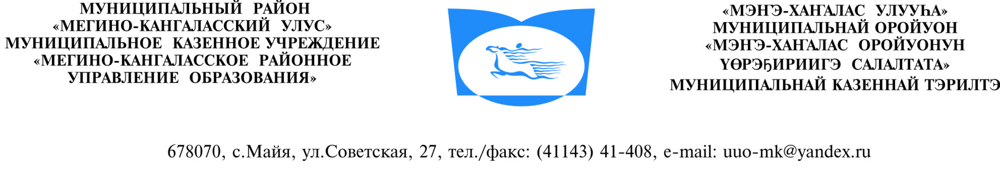 МУНИЦИПАЛЬНЫЙ РАЙОН
«МЕГИНО-КАНГАЛАССКИЙ УЛУС»
МУНИЦИПАЛЬНОЕ КАЗЕННОЕ УЧРЕЖДЕНИЕ
«МЕГИНО-КАНГАЛАССКОЕ РАЙОННОЕ
УПРАВЛЕНИЕ ОБРАЗОВАНИЯ»
«МЭҤЭ-ХАҤАЛАС УЛУУҺА»
МУНИЦИПАЛЬНАЙ ОРОЙУОН
«МЭҤЭ-ХАҤАЛАС ОРОЙУОНУН
ҮӨРЭҔИРИИГЭ САЛАЛТАТА»
МУНИЦИПАЛЬНАЙ КАЗЕННАЙ ТЭРИЛТЭ
678070, с.Майя, ул.Советская, 27, тел./факс: (41143) 41-408, e-mail: uuo-mk@yandex.ru